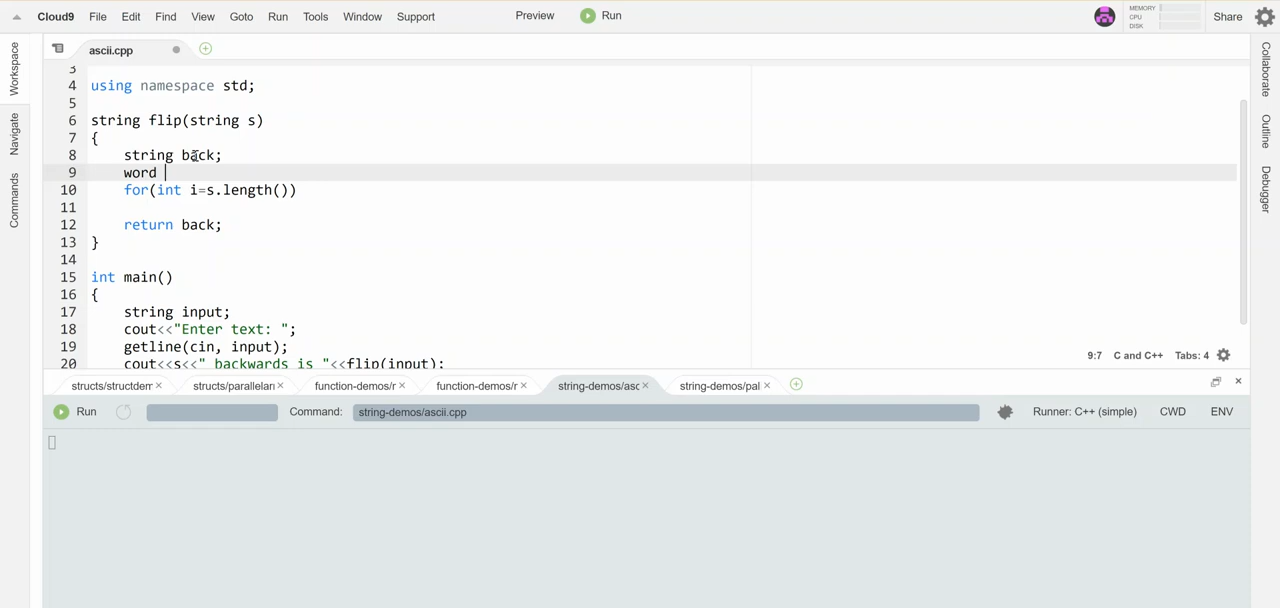 Cloud9 File Edit Find View Goto Run Tools Window Support Preview Run MEMORY CPU DISK Share
Workspace
Navigate
Commands
ascii.cpp
3
4 using namespace std;
5
6 string flip(string s)
7 {
8 string back;
9 word
10 for(int i=s.length())
11
12 return back;
13 }
14
15 int main()
16 {
17 string input;
18 cout<<"Enter text: ";
19 getline(cin, input);
20 cout<<s<<" backwards is "<<flip(input);
9:7 C and C++ Tabs: 4
Collaborate
Outline
Debugger
structs/structdem structs/parallelari function-demos/r function-demos/r string-demos/asc string-demos/pal
Run Command: string-demos/ascii.cpp Runner: C++ (simple) CWD ENV